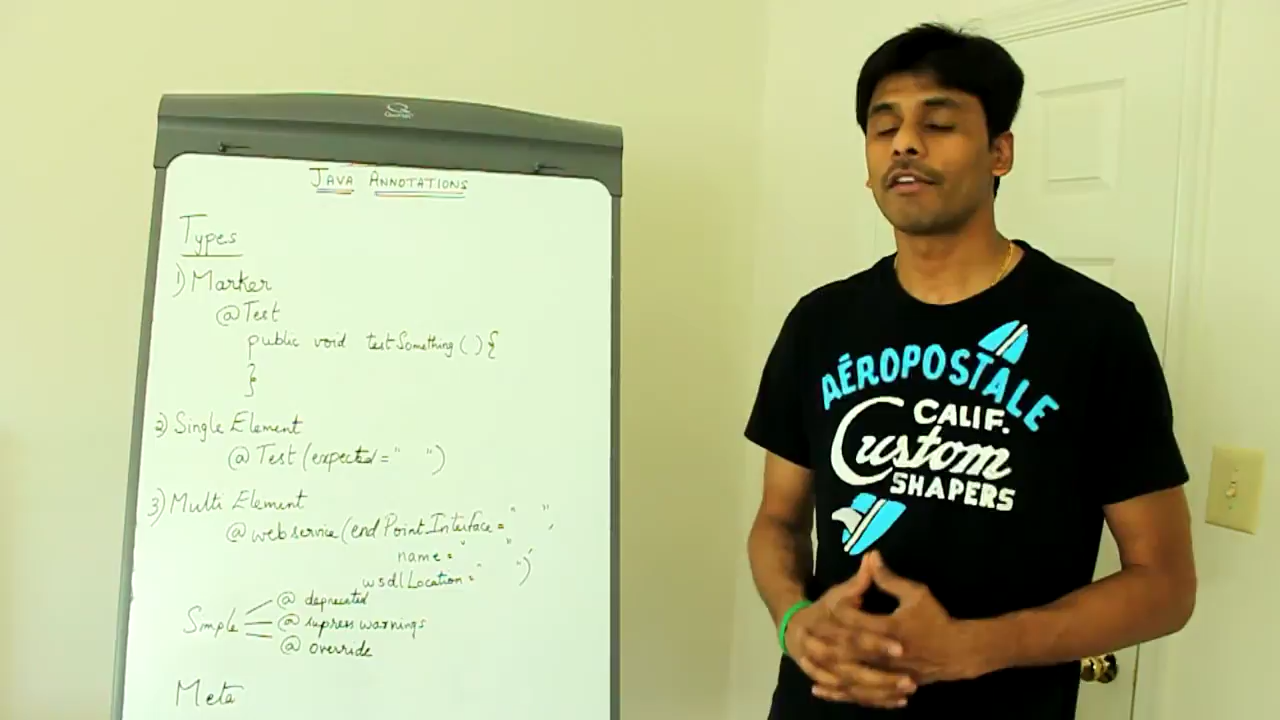 JAVA ANNOTATIONS
Types
1) Marker
@Test
public void testSomething ( ) {
}
2) Single Element
@ Test (expected = " ")
3) Multi Element
@ webservice (endPointInterface = " ",
name = " "
wsdlLocation = " ")
Simple
@ deprecated
@ supress warnings
@ override
Meta
AÉROPOSTALE
CALIF.
Custom
SHAPERS